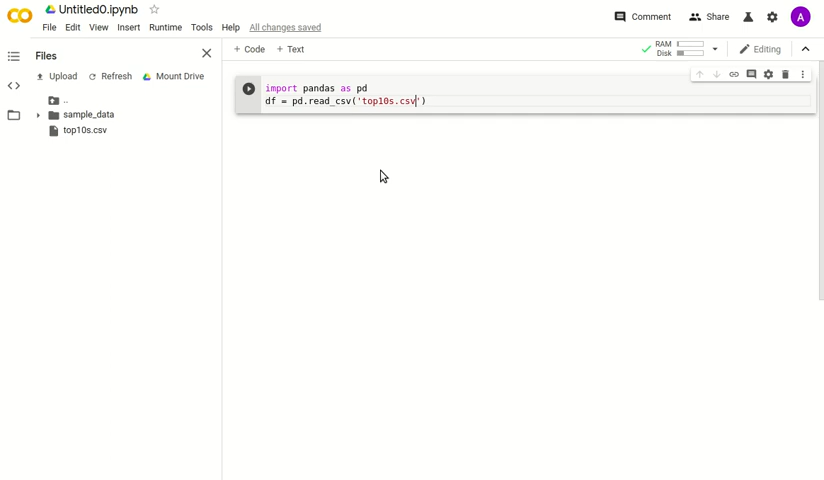 Untitled0.ipynb
File Edit View Insert Runtime Tools Help All changes saved
Comment Share A
Files
+ Code + Text
RAM
Disk
Editing
Upload Refresh Mount Drive
..
sample_data
top10s.csv
import pandas as pd
df = pd.read_csv('top10s.csv')